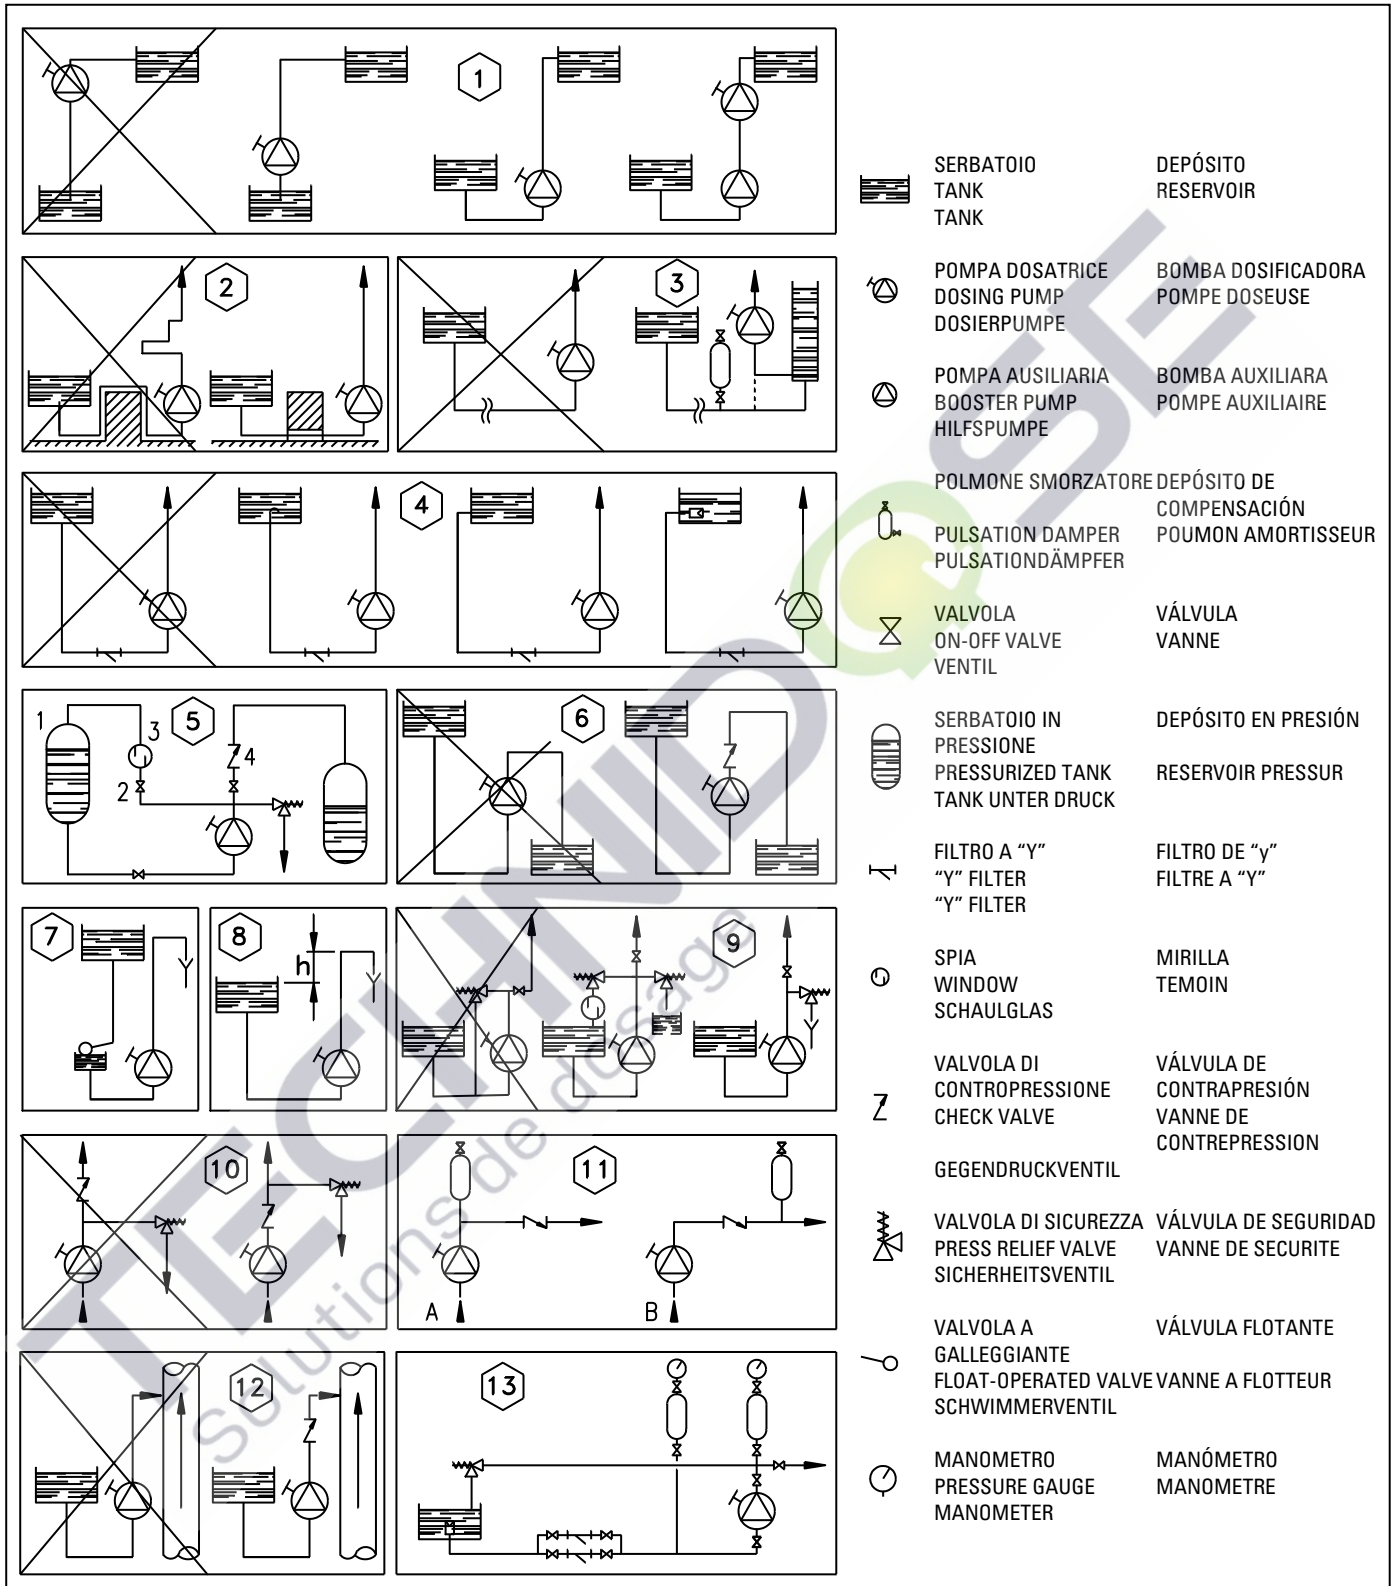 1
2
3
4
5
1
3
4
2
6
7
8
h
9
10
11
A
B
12
13
SERBATOIO
TANK
TANK
DEPÓSITO
RESERVOIR
POMPA DOSATRICE
DOSING PUMP
DOSIERPUMPE
BOMBA DOSIFICADORA
POMPE DOSEUSE
POMPA AUSILIARIA
BOOSTER PUMP
HILFSPUMPE
BOMBA AUXILIARA
POMPE AUXILIAIRE
POLMONE SMORZATORE
PULSATION DAMPER
PULSATIONDÄMPFER
DEPÓSITO DE
COMPENSACIÓN
POUMON AMORTISSEUR
VALVOLA
ON-OFF VALVE
VENTIL
VÁLVULA
VANNE
SERBATOIO IN
PRESSIONE
PRESSURIZED TANK
TANK UNTER DRUCK
DEPÓSITO EN PRESIÓN
RESERVOIR PRESSUR
FILTRO A “Y”
“Y” FILTER
“Y” FILTER
FILTRO DE “y”
FILTRE A “Y”
SPIA
WINDOW
SCHAULGLAS
MIRILLA
TEMOIN
VALVOLA DI
CONTROPRESSIONE
CHECK VALVE
GEGENDRUCKVENTIL
VÁLVULA DE
CONTRAPRESIÓN
VANNE DE
CONTREPRESSION
VALVOLA DI SICUREZZA
PRESS RELIEF VALVE
SICHERHEITSVENTIL
VÁLVULA DE SEGURIDAD
VANNE DE SECURITE
VALVOLA A
GALLEGGIANTE
FLOAT-OPERATED VALVE
SCHWIMMERVENTIL
VÁLVULA FLOTANTE
VANNE A FLOTTEUR
MANOMETRO
PRESSURE GAUGE
MANOMETER
MANÓMETRO
MANOMETRE
TECHNIDOSE
Solutions de dosage